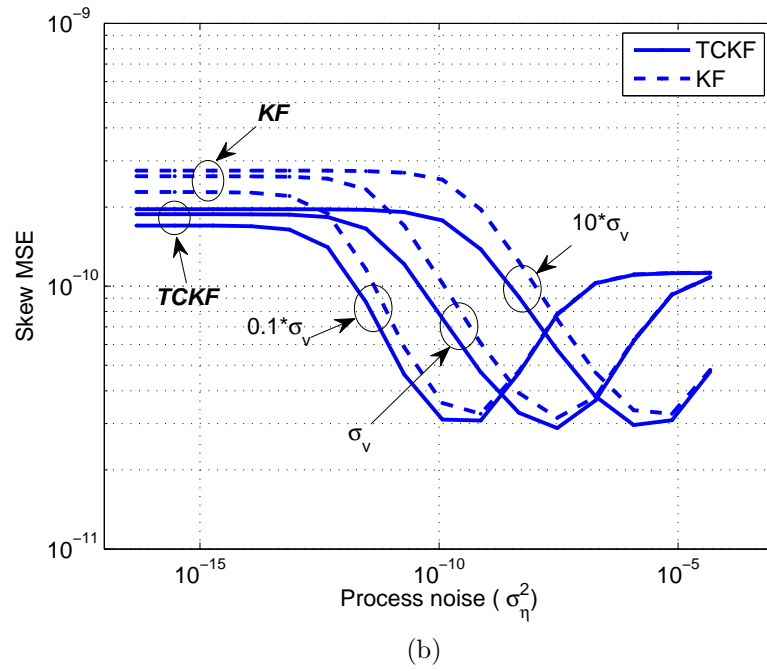 10⁻⁹
TCKF
KF
KF
10*σᵥ
Skew MSE
10⁻¹⁰
TCKF
0.1*σᵥ
σᵥ
10⁻¹¹
10⁻¹⁵
10⁻¹⁰
10⁻⁵
Process noise ( σ_η²)
(b)